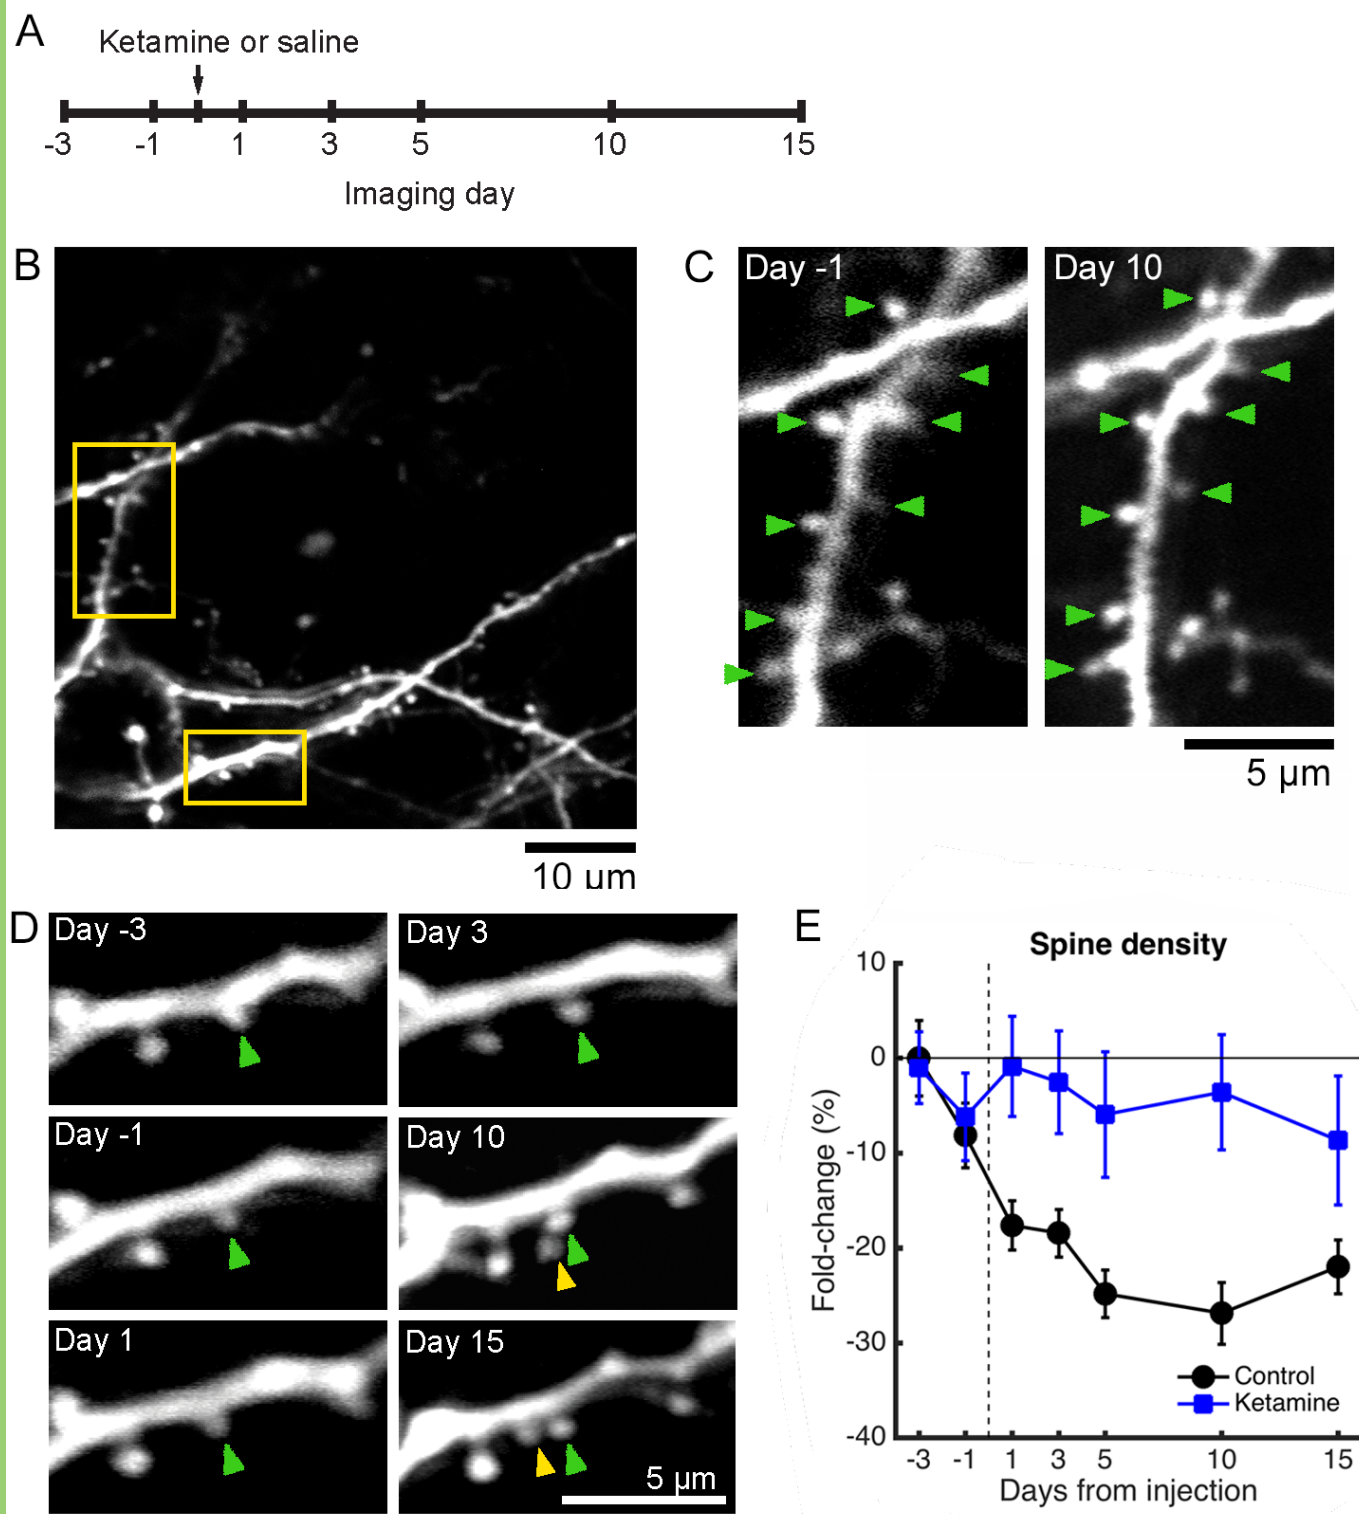 A
Ketamine or saline
-3 -1 1 3 5 10 15
Imaging day
B
10 µm
C
Day -1
Day 10
5 µm
D
Day -3
Day 3
Day -1
Day 10
Day 1
Day 15
5 µm
E
Spine density
10
0
-10
-20
-30
-40
Fold-change (%)
Control
Ketamine
-3 -1 1 3 5 10 15
Days from injection